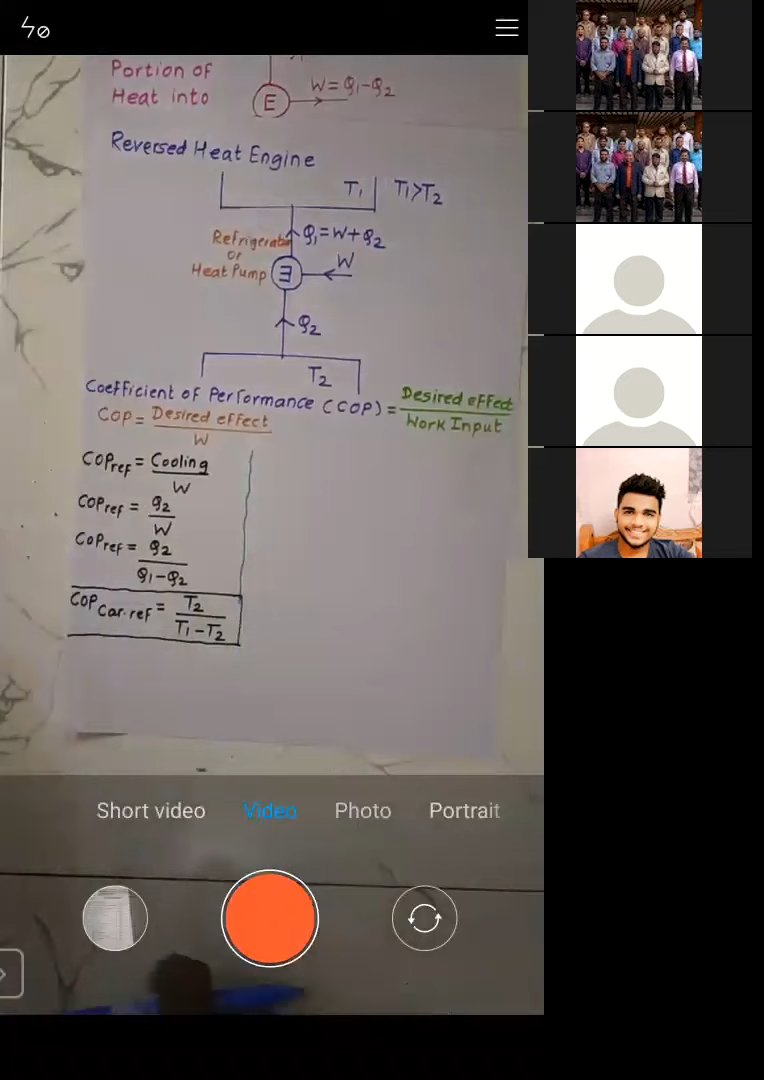 Portion of
Heat into
E
W = Q1-Q2
Reversed Heat Engine
T1
T1>T2
Refrigerator
or
Heat Pump
Q1=W+Q2
W
Q2
T2
Coefficient of Performance (COP) = Desired effect / Work Input
COP = Desired effect / W
COPref = Cooling / W
COPref = Q2 / W
COPref = Q2 / Q1-Q2
COP Car.ref = T2 / T1-T2
Short video Video Photo Portrait